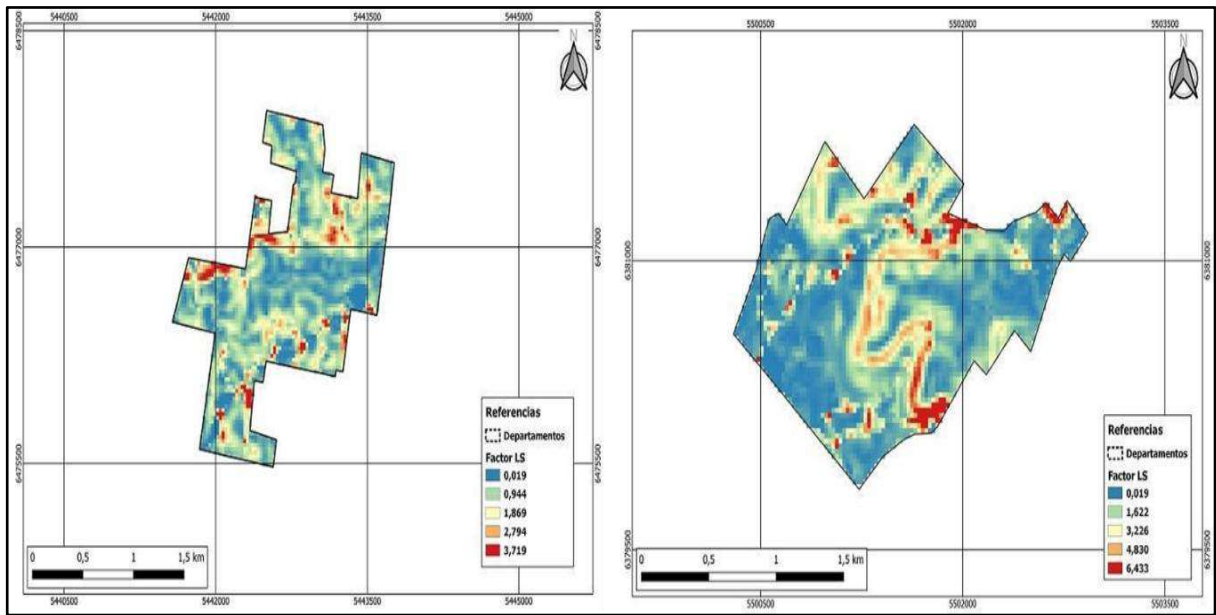 5440500 5442000 5443500 5445000
6478500 6478500
N
6477000 6477000
6475500 6475500
Referencias
Departamentos
Factor LS
0,019
0,944
1,869
2,794
3,719
0 0,5 1 1,5 km
5440500 5442000 5443500 5445000
5500500 5502000 5503500
N
6381000 6381000
6379500 6379500
Referencias
Departamentos
Factor LS
0,019
1,622
3,226
4,830
6,433
0 0,5 1 1,5 km
5500500 5502000 5503500